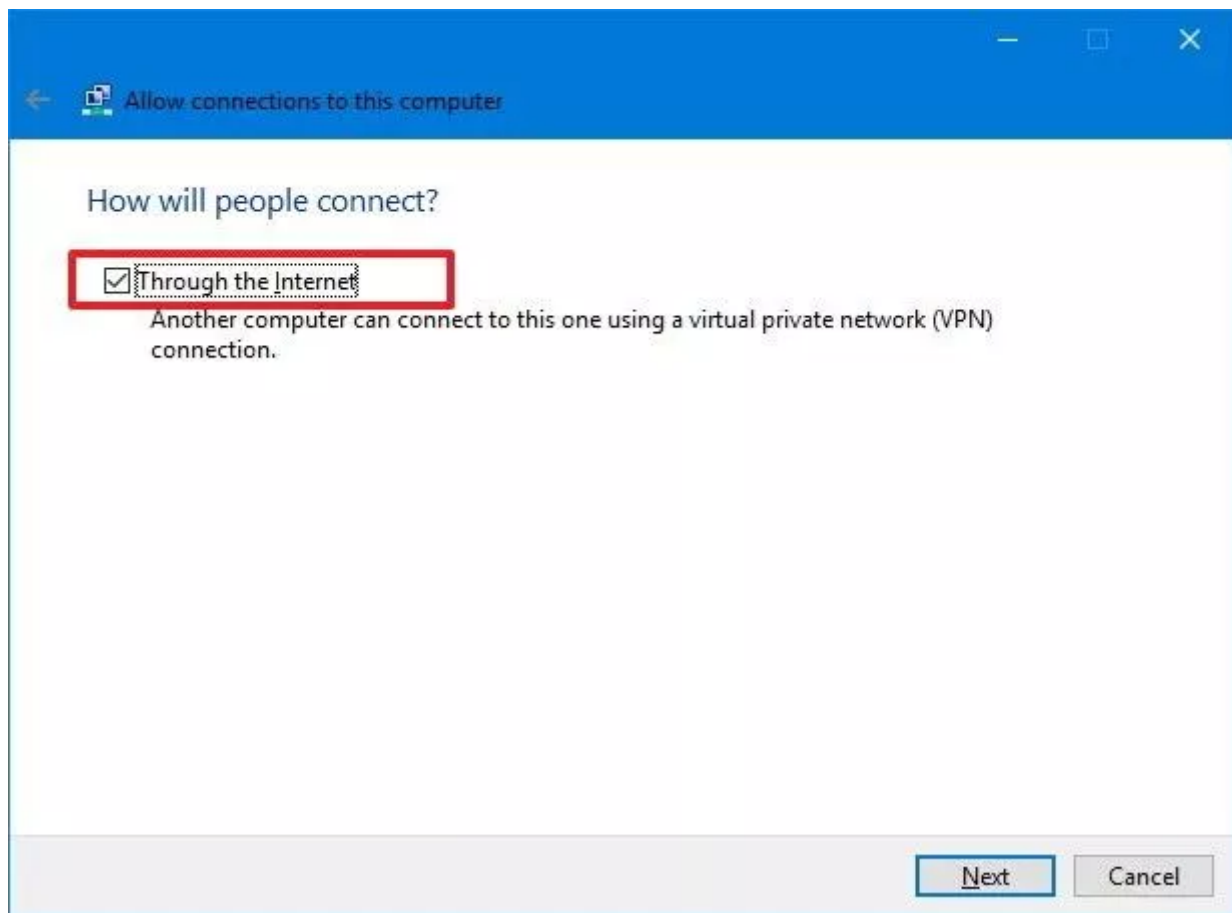 Allow connections to this computer
How will people connect?
Through the Internet
Another computer can connect to this one using a virtual private network (VPN)
connection.
Next
Cancel